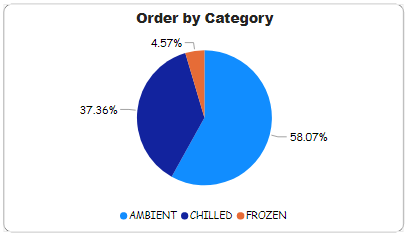 Order by Category
4.57%
37.36%
58.07%
AMBIENT CHILLED FROZEN